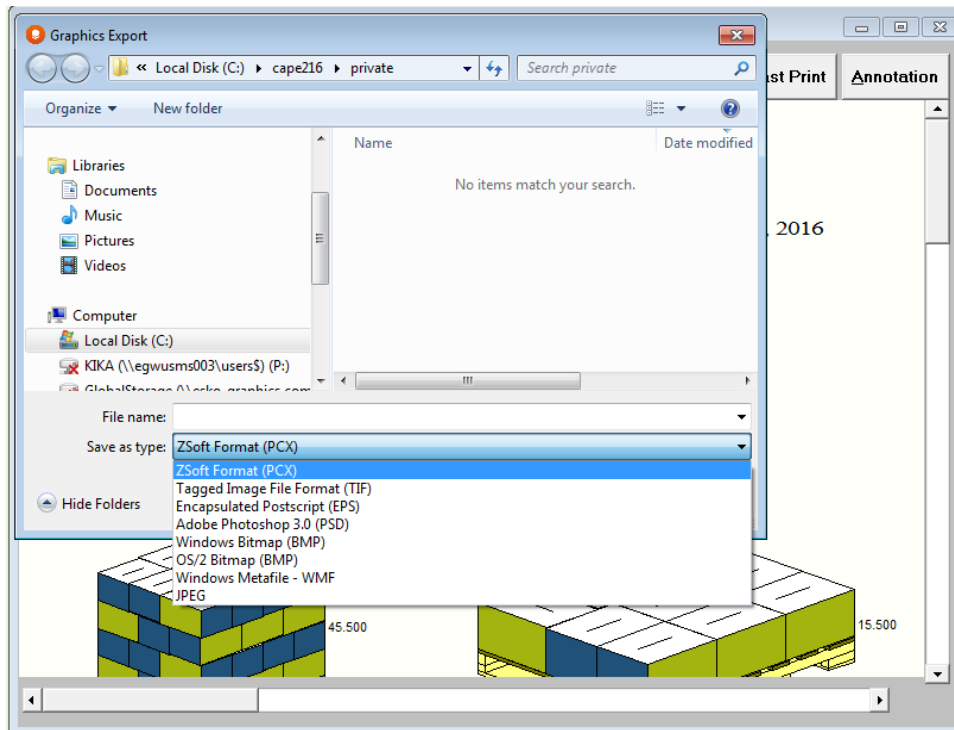 Graphics Export
« Local Disk (C:) ▸ cape216 ▸ private
Search private
Organize
New folder
Print
Annotation
Libraries
Documents
Music
Pictures
Videos
Computer
Local Disk (C:)
KIKA (\\egwusms003\users$) (P:)
Name
Date modified
No items match your search.
, 2016
File name:
Save as type: ZSoft Format (PCX)
ZSoft Format (PCX)
Tagged Image File Format (TIF)
Encapsulated Postscript (EPS)
Adobe Photoshop 3.0 (PSD)
Windows Bitmap (BMP)
OS/2 Bitmap (BMP)
Windows Metafile - WMF
JPEG
Hide Folders
45.500
15.500